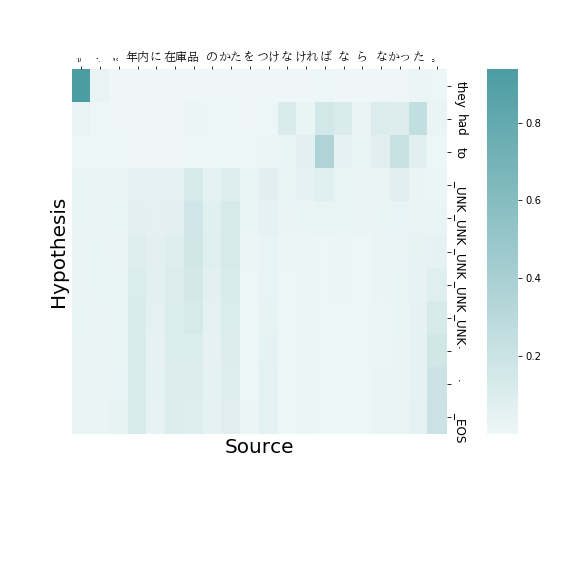 年内に 在庫品 のかた を つけ な ければ な ら なかっ た 。
they
had
to
_UNK
_UNK
_UNK
_UNK
_UNK
.
.
_EOS
Hypothesis
Source
0.8
0.6
0.4
0.2